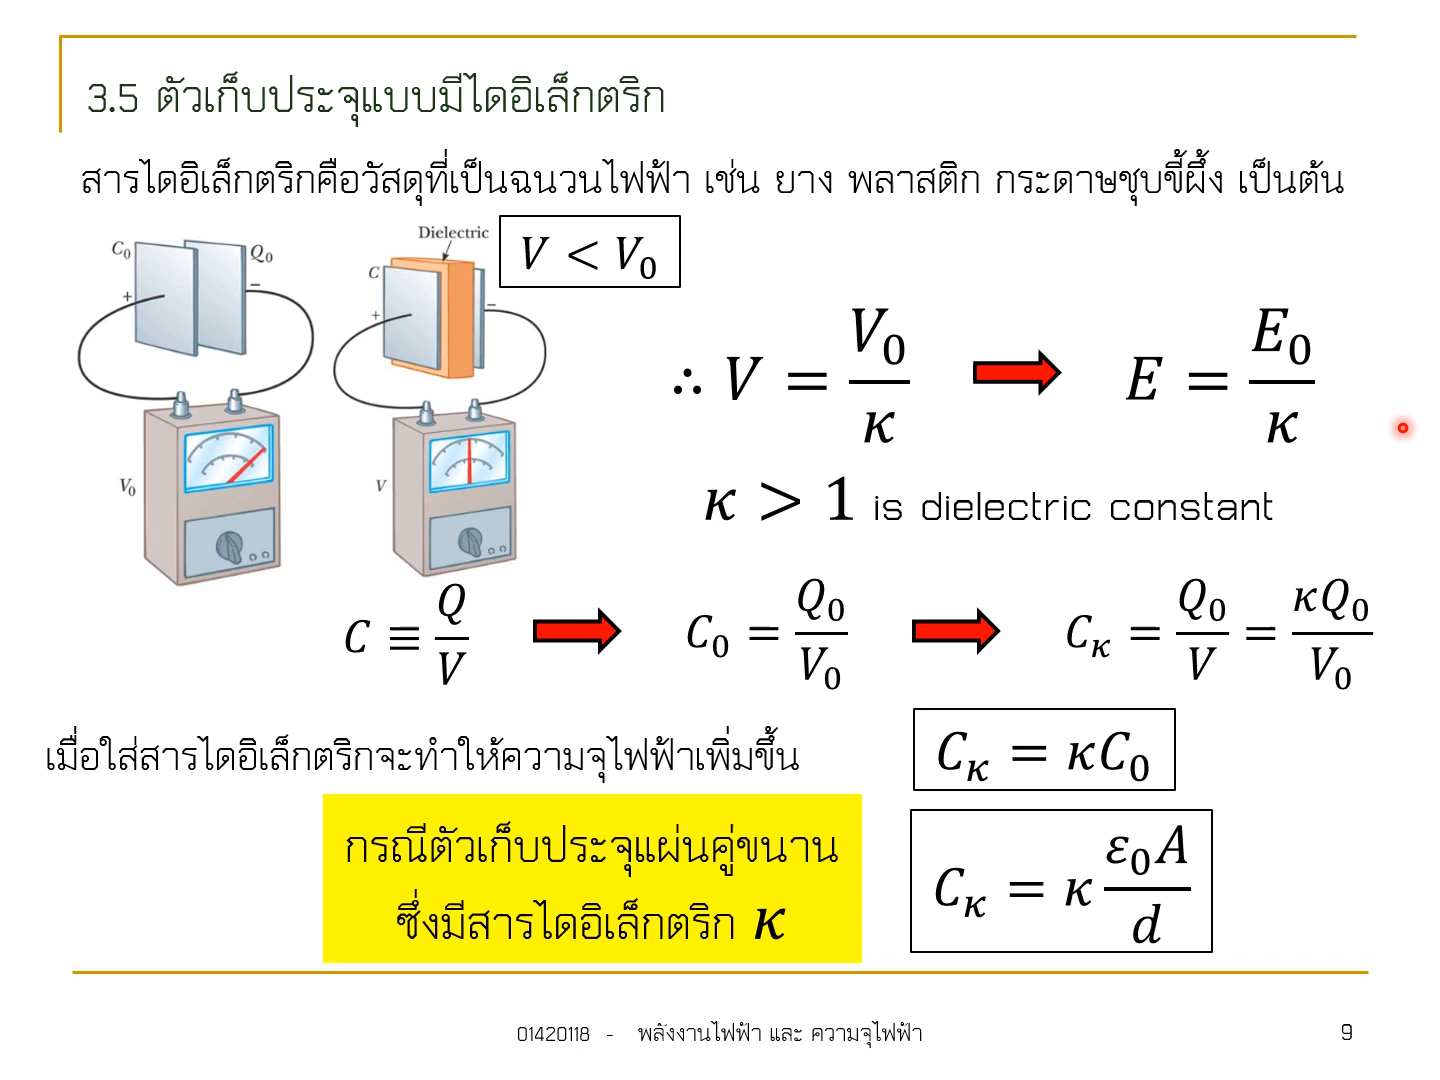 3.5 ตัวเก็บประจุแบบมีไดอิเล็กตริก
สารไดอิเล็กตริกคือวัสดุที่เป็นฉนวนไฟฟ้า เช่น ยาง พลาสติก กระดาษชุบขี้ผึ้ง เป็นต้น
C₀
Q₀
+
−
V₀
Dielectric
C
+
−
V
V < V₀
∴ V = V₀/κ
E = E₀/κ
κ > 1 is dielectric constant
C ≡ Q/V
C₀ = Q₀/V₀
C_κ = Q₀/V = κQ₀/V₀
เมื่อใส่สารไดอิเล็กตริกจะทำให้ความจุไฟฟ้าเพิ่มขึ้น
C_κ = κC₀
กรณีตัวเก็บประจุแผ่นคู่ขนาน
ซึ่งมีสารไดอิเล็กตริก κ
C_κ = κ ε₀A/d
01420118 - พลังงานไฟฟ้า และ ความจุไฟฟ้า
9